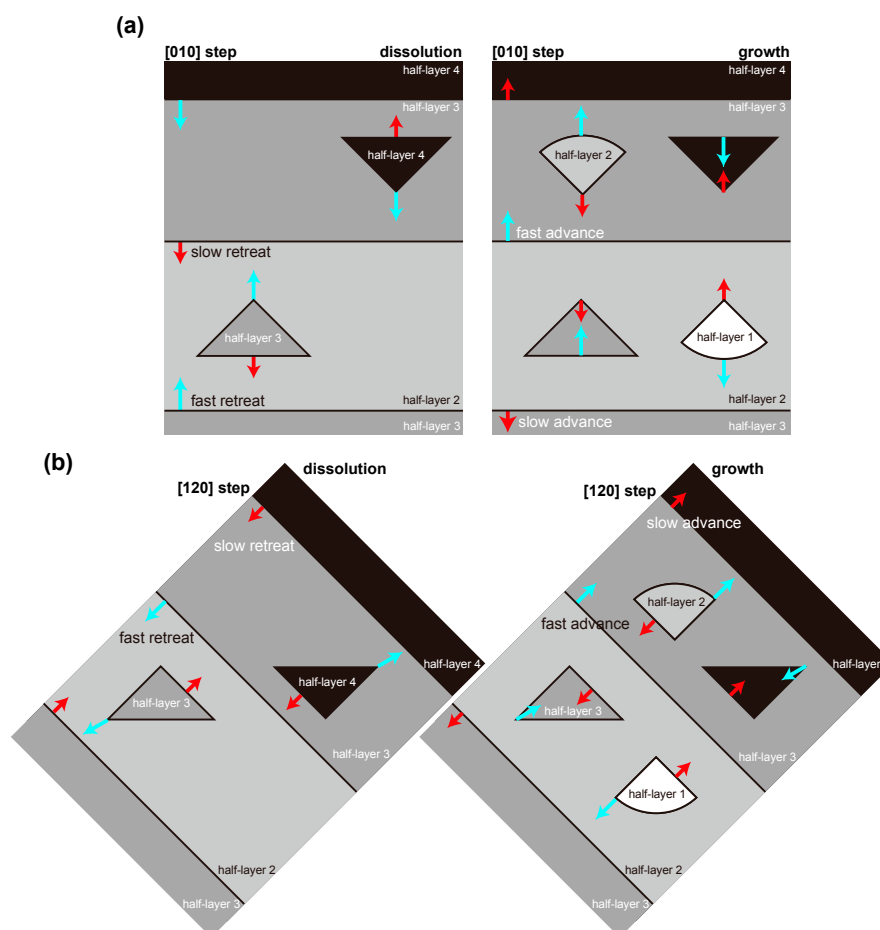 (a)
[010] step dissolution
half-layer 4
half-layer 3
half-layer 4
slow retreat
half-layer 3
fast retreat
half-layer 2
half-layer 3
[010] step growth
half-layer 4
half-layer 3
half-layer 2
fast advance
half-layer 1
half-layer 2
slow advance
half-layer 3
(b)
dissolution
[120] step
slow retreat
fast retreat
half-layer 4
half-layer 4
half-layer 3
half-layer 3
half-layer 2
half-layer 3
growth
[120] step
slow advance
half-layer 2
fast advance
half-layer
half-layer 3
half-layer 3
half-layer 1
half-layer 2
half-layer 3